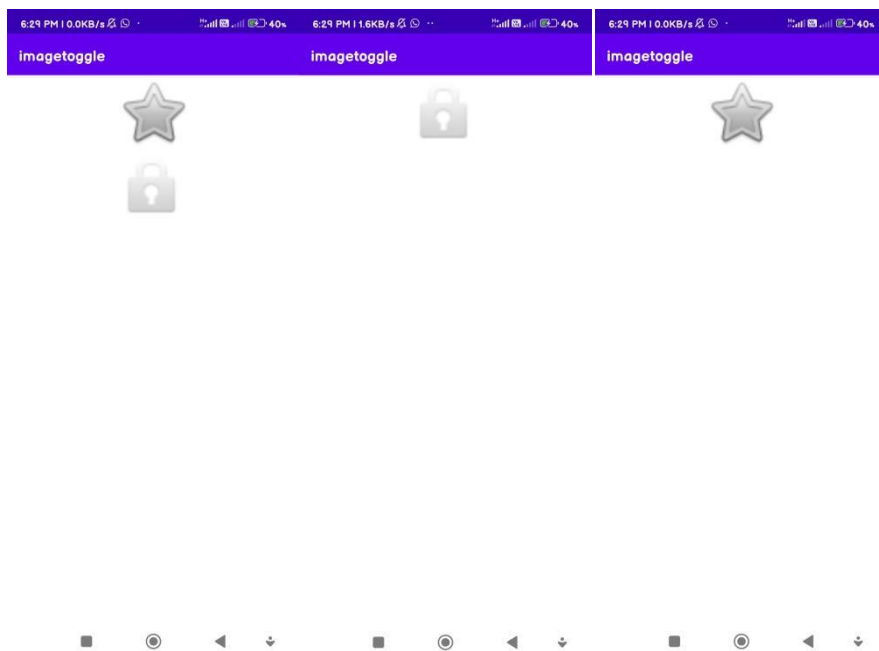 6:29 PM | 0.0KB/s
40%
imagetoggle
6:29 PM | 1.6KB/s
40%
imagetoggle
6:29 PM | 0.0KB/s
40%
imagetoggle